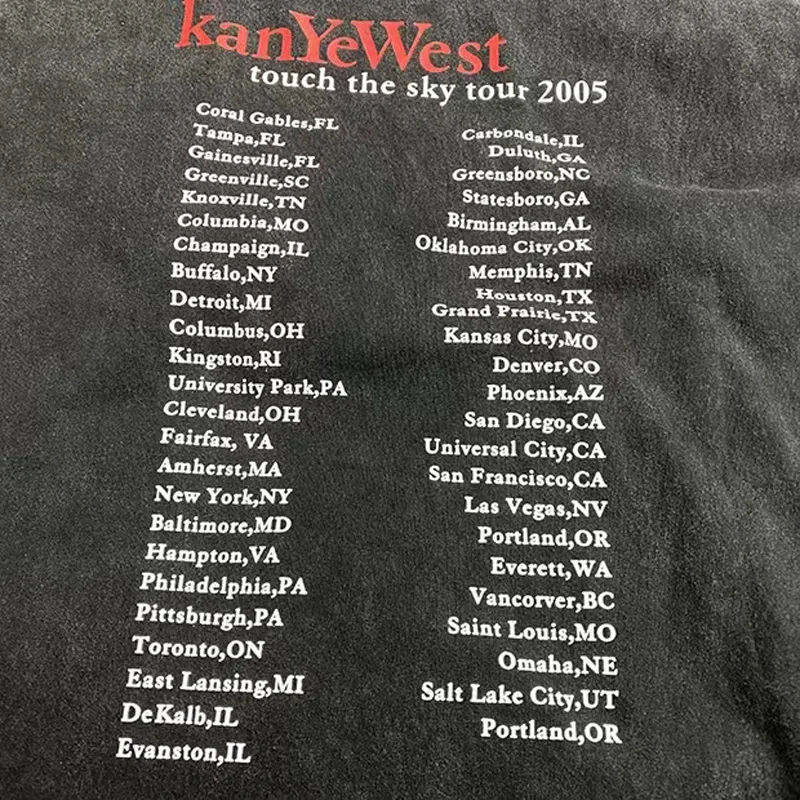 kanYeWest
touch the sky tour 2005
Coral Gables,FL
Tampa,FL
Gainesville,FL
Greenville,SC
Knoxville,TN
Columbia,MO
Champaign,IL
Buffalo,NY
Detroit,MI
Columbus,OH
Kingston,RI
University Park,PA
Cleveland,OH
Fairfax, VA
Amherst,MA
New York,NY
Baltimore,MD
Hampton,VA
Philadelphia,PA
Pittsburgh,PA
Toronto,ON
East Lansing,MI
DeKalb,IL
Evanston,IL
Carbondale,IL
Duluth,GA
Greensboro,NC
Statesboro,GA
Birmingham,AL
Oklahoma City,OK
Memphis,TN
Houston,TX
Grand Prairie,TX
Kansas City,MO
Denver,CO
Phoenix,AZ
San Diego,CA
Universal City,CA
San Francisco,CA
Las Vegas,NV
Portland,OR
Everett,WA
Vancorver,BC
Saint Louis,MO
Omaha,NE
Salt Lake City,UT
Portland,OR